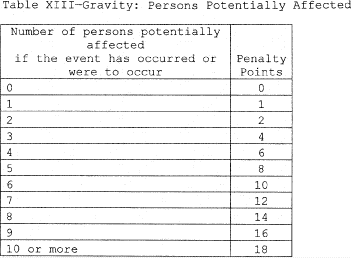 Table XIII—Gravity: Persons Potentially Affected
Number of persons potentially
affected
if the event has occurred or
were to occur
Penalty
Points
0 0
1 1
2 2
3 4
4 6
5 8
6 10
7 12
8 14
9 16
10 or more 18